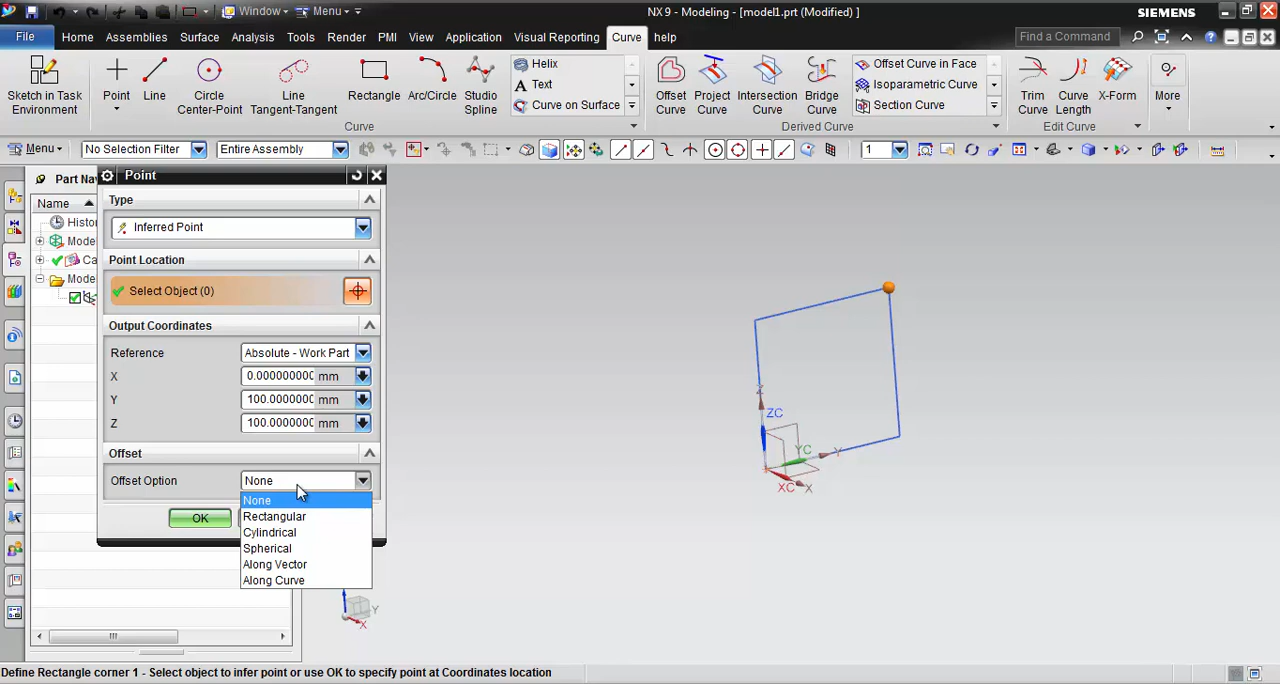 Window Menu NX 9 - Modeling - [model1.prt (Modified) ] SIEMENS
File Home Assemblies Surface Analysis Tools Render PMI View Application Visual Reporting Curve help Find a Command
Sketch in Task Environment
Point
Line
Circle Center-Point
Line Tangent-Tangent
Rectangle
Arc/Circle
Studio Spline
Helix
Text
Curve on Surface
Curve
Offset Curve
Project Curve
Intersection Curve
Bridge Curve
Offset Curve in Face
Isoparametric Curve
Section Curve
Derived Curve
Trim Curve
Curve Length
X-Form
Edit Curve
More
Menu No Selection Filter Entire Assembly 1
Part Nav
Name
Histor
Mode
Ca
Mode
Point
Type
Inferred Point
Point Location
Select Object (0)
Output Coordinates
Reference Absolute - Work Part
X 0.000000000 mm
Y 100.0000000 mm
Z 100.0000000 mm
Offset
Offset Option None
None
Rectangular
Cylindrical
Spherical
Along Vector
Along Curve
OK
Z
ZC
YC Y
XC X
Y
X
Define Rectangle corner 1 - Select object to infer point or use OK to specify point at Coordinates location